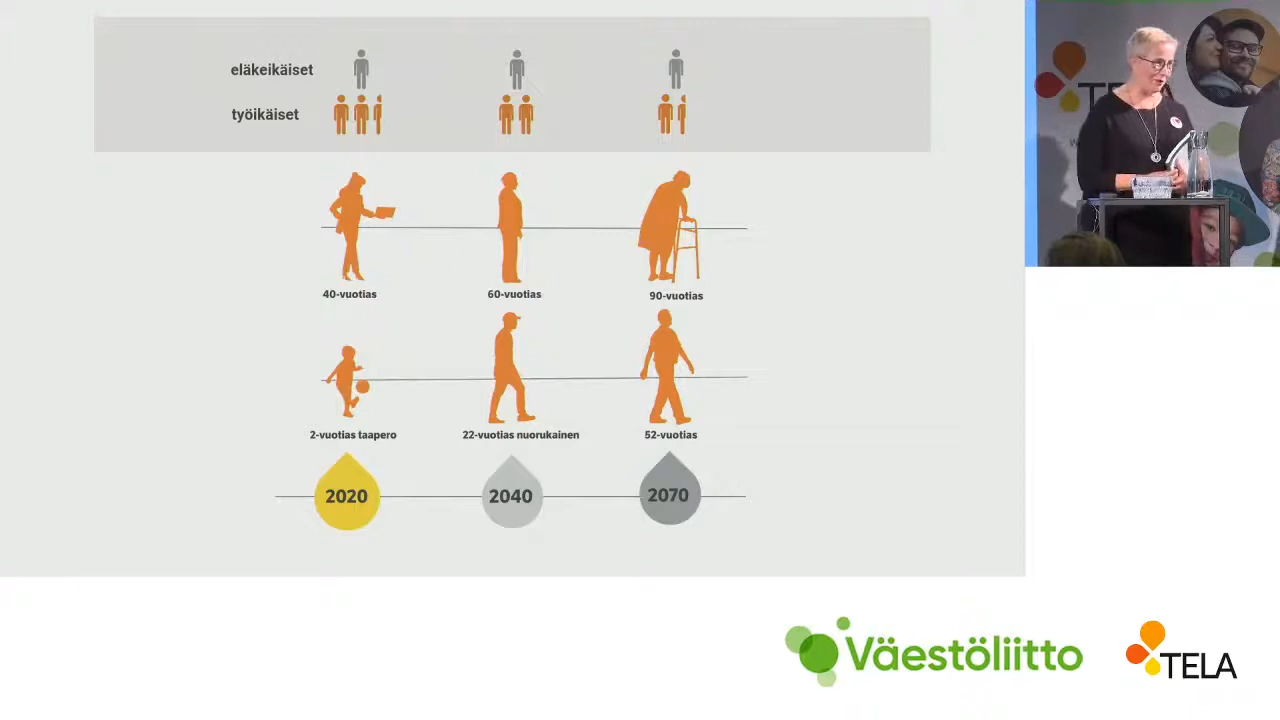 eläkeikäiset
työikäiset
40-vuotias 60-vuotias 90-vuotias
2-vuotias taapero 22-vuotias nuorukainen 52-vuotias
2020 2040 2070
Väestöliitto
TELA